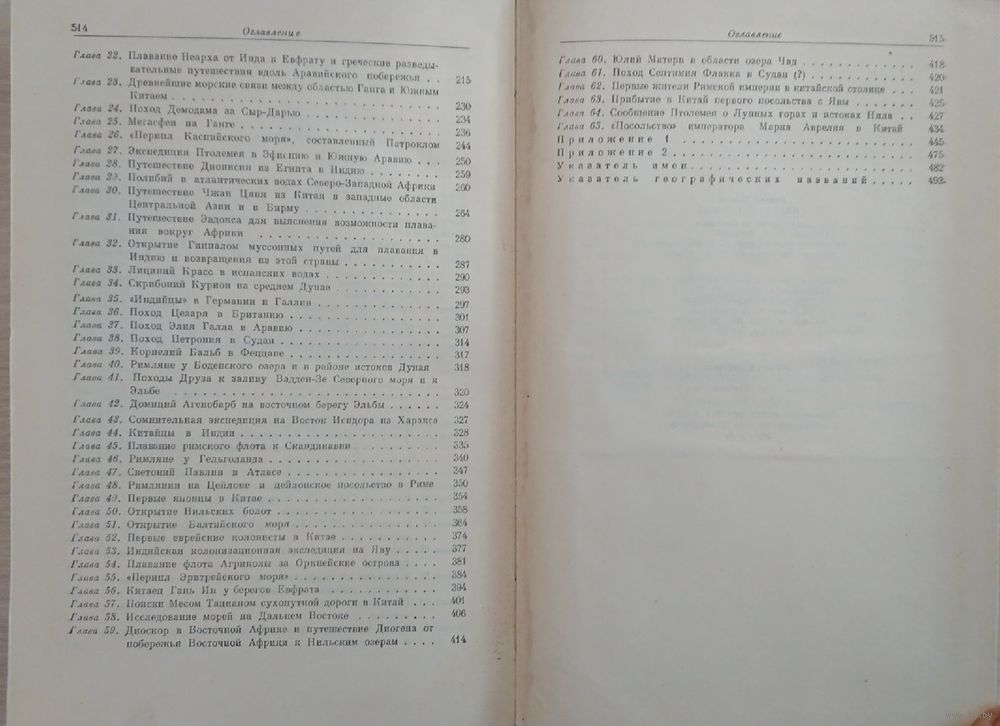 514
Оглавление
Глава 22. Плавание Неарха от Инда к Евфрату и греческие разведы-
вательные путешествия вдоль Аравийского побережья . . 215
Глава 23. Древнейшие морские связи между областью Ганга и Южным
Китаем . . . . . . . . . . . . . . . . . . . 230
Глава 24. Поход Демодама за Сыр-Дарью . . . . . . . . . . 234
Глава 25. Мегасфен на Ганге . . . . . . . . . . . . . . . 236
Глава 26. «Перипл Каспийского моря», составленный Патроклом 244
Глава 27. Экспедиции Птолемея в Эфиопию и Южную Аравию . . . 250
Глава 28. Путешествие Дионисия из Египта в Индию . . . . . . 259
Глава 29. Полибий в атлантических водах Северо-Западной Африки 260
Глава 30. Путешествие Чжан Цяня из Китая в западные области
Центральной Азии и в Бирму . . . . . . . . . . . 264
Глава 31. Путешествие Эвдокса для выяснения возможности плава-
ния вокруг Африки . . . . . . . . . . . . . . . 280
Глава 32. Открытие Гиппалом муссонных путей для плавания в
Индию и возвращения из этой страны . . . . . . . . 287
Глава 33. Лициний Красс в испанских водах . . . . . . . . . 290
Глава 34. Скрибоний Курион на среднем Дунае . . . . . . . . 293
Глава 35. «Индийцы» в Германии и Галлии . . . . . . . . . . 297
Глава 36. Поход Цезаря в Британию . . . . . . . . . . . . 301
Глава 37. Поход Элия Галла в Аравию . . . . . . . . . . . 307
Глава 38. Поход Петрония в Судан . . . . . . . . . . . . . 314
Глава 39. Корнелий Бальб в Феццане . . . . . . . . . . . . 317
Глава 40. Римляне у Боденского озера и в районе истоков Дуная 318
Глава 41. Походы Друза к заливу Вадден-Зе Северного моря и к
Эльбе . . . . . . . . . . . . . . . . . . . . 320
Глава 42. Домиций Агенобарб на восточном берегу Эльбы . . . . . . 324
Глава 43. Сомнительная экспедиция на Восток Исидора из Харакса 327
Глава 44. Китайцы в Индии . . . . . . . . . . . . . . . . 328
Глава 45. Плавание римского флота к Скандинавии . . . . . . . 335
Глава 46. Римляне у Гельголанда . . . . . . . . . . . . . . 340
Глава 47. Светоний Павлин в Атласе . . . . . . . . . . . . 347
Глава 48. Римлянин на Цейлоне и цейлонское посольство в Риме 350
Глава 49. Первые японцы в Китае . . . . . . . . . . . . . 354
Глава 50. Открытие Нильских болот . . . . . . . . . . . . 358
Глава 51. Открытие Балтийского моря . . . . . . . . . . . 364
Глава 52. Первые еврейские колонисты в Китае . . . . . . . . 374
Глава 53. Индийская колонизационная экспедиция на Яву . . . . . 377
Глава 54. Плавание флота Агриколы за Оркнейские острова . . . . 381
Глава 55. «Перипл Эритрейского моря» . . . . . . . . . . . 384
Глава 56. Китаец Гань Ин у берегов Евфрата . . . . . . . . 394
Глава 57. Поиски Месом Тацианом сухопутной дороги в Китай . . . 401
Глава 58. Исследование морей на Дальнем Востоке . . . . . . . 406
Глава 59. Диоскор в Восточной Африке и путешествие Диогена от
побережья Восточной Африки к Нильским озерам . . . . 414
Оглавление
515
Глава 60. Юлий Матерн в области озера Чад . . . . . . . . . 418
Глава 61. Поход Септимия Флакка в Судан (?) . . . . . . . . 420
Глава 62. Первые жители Римской империи в китайской столице . . . 421
Глава 63. Прибытие в Китай первого посольства с Явы . . . . . 425
Глава 64. Сообщение Птолемея о Лунных горах и истоках Нила . . 427
Глава 65. «Посольство» императора Марка Аврелия в Китай 434
Приложение 1 . . . . . . . . . . . . . . . . . . 445
Приложение 2 . . . . . . . . . . . . . . . . . . 475
Указатель имен . . . . . . . . . . . . . . . . . 482
Указатель географических названий . . . . . 493